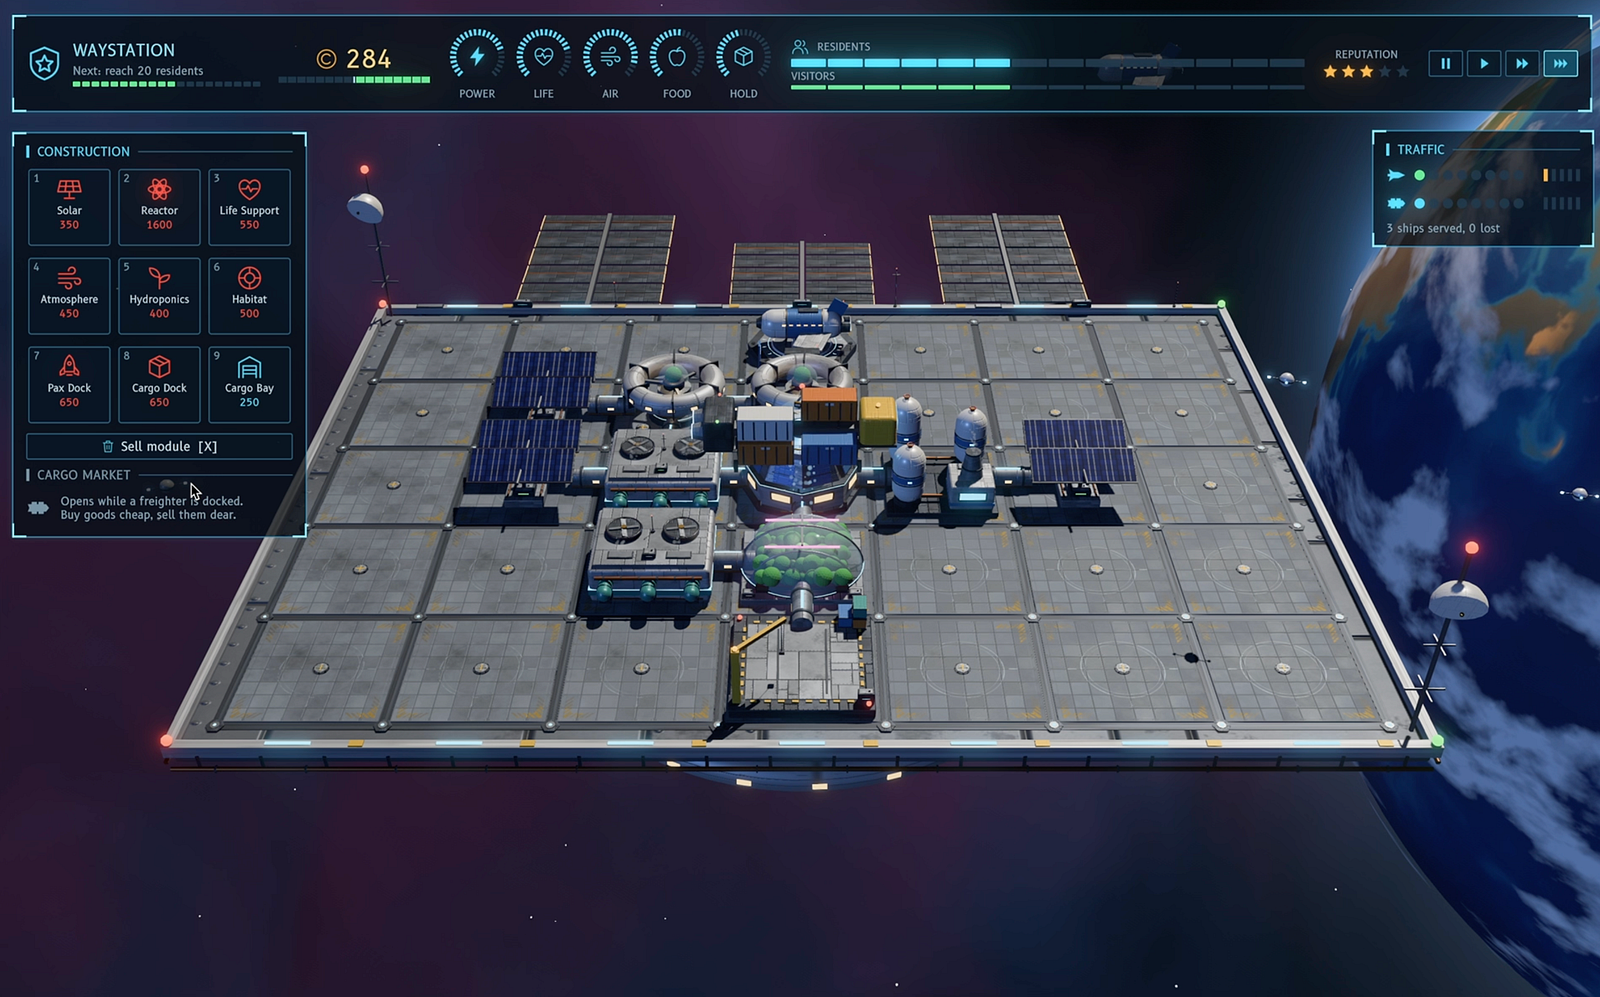 WAYSTATION
Next: reach 20 residents
© 284
POWER
LIFE
AIR
FOOD
HOLD
RESIDENTS
VISITORS
REPUTATION
CONSTRUCTION
1
Solar
350
2
Reactor
1600
3
Life Support
550
4
Atmosphere
450
5
Hydroponics
400
6
Habitat
500
7
Pax Dock
650
8
Cargo Dock
650
9
Cargo Bay
250
Sell module [X]
CARGO MARKET
Opens while a freighter is docked.
Buy goods cheap, sell them dear.
TRAFFIC
3 ships served, 0 lost